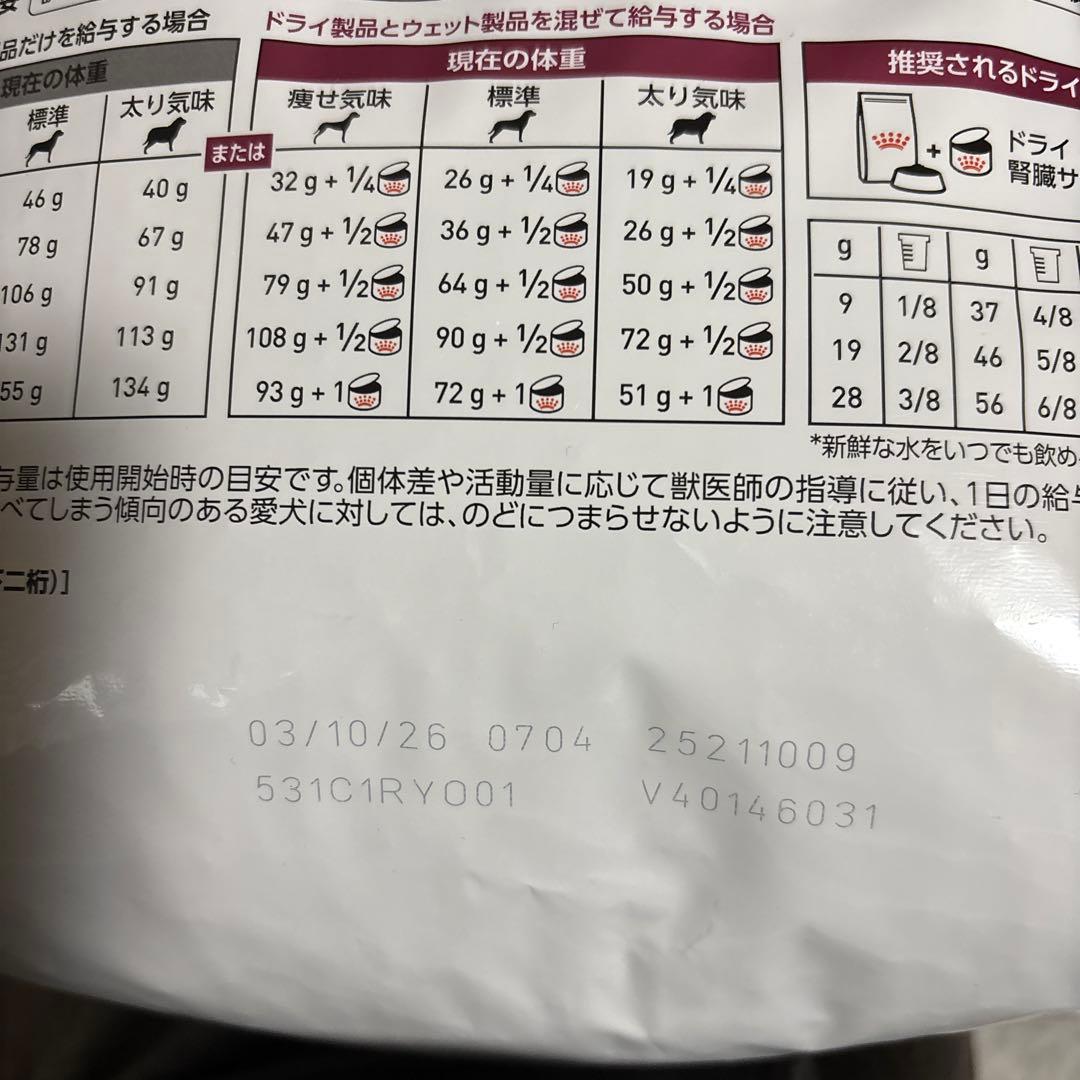 品だけを給与する場合
現在の体重
標準 太り気味
46 g 40 g
78 g 67 g
106 g 91 g
131 g 113 g
55 g 134 g
または
ドライ製品とウェット製品を混ぜて給与する場合
現在の体重
痩せ気味 標準 太り気味
32 g + 1/4 26 g + 1/4 19 g + 1/4
47 g + 1/2 36 g + 1/2 26 g + 1/2
79 g + 1/2 64 g + 1/2 50 g + 1/2
108 g + 1/2 90 g + 1/2 72 g + 1/2
93 g + 1 72 g + 1 51 g + 1
推奨されるドライ
+ ドライ
腎臓サ
g g
9 1/8 37 4/8
19 2/8 46 5/8
28 3/8 56 6/8
*新鮮な水をいつでも飲め
与量は使用開始時の目安です。個体差や活動量に応じて獣医師の指導に従い、1日の給与
べてしまう傾向のある愛犬に対しては、のどにつまらせないように注意してください。
下二桁)]
03/10/26 0704 25211009
531C1RY001 V40146031